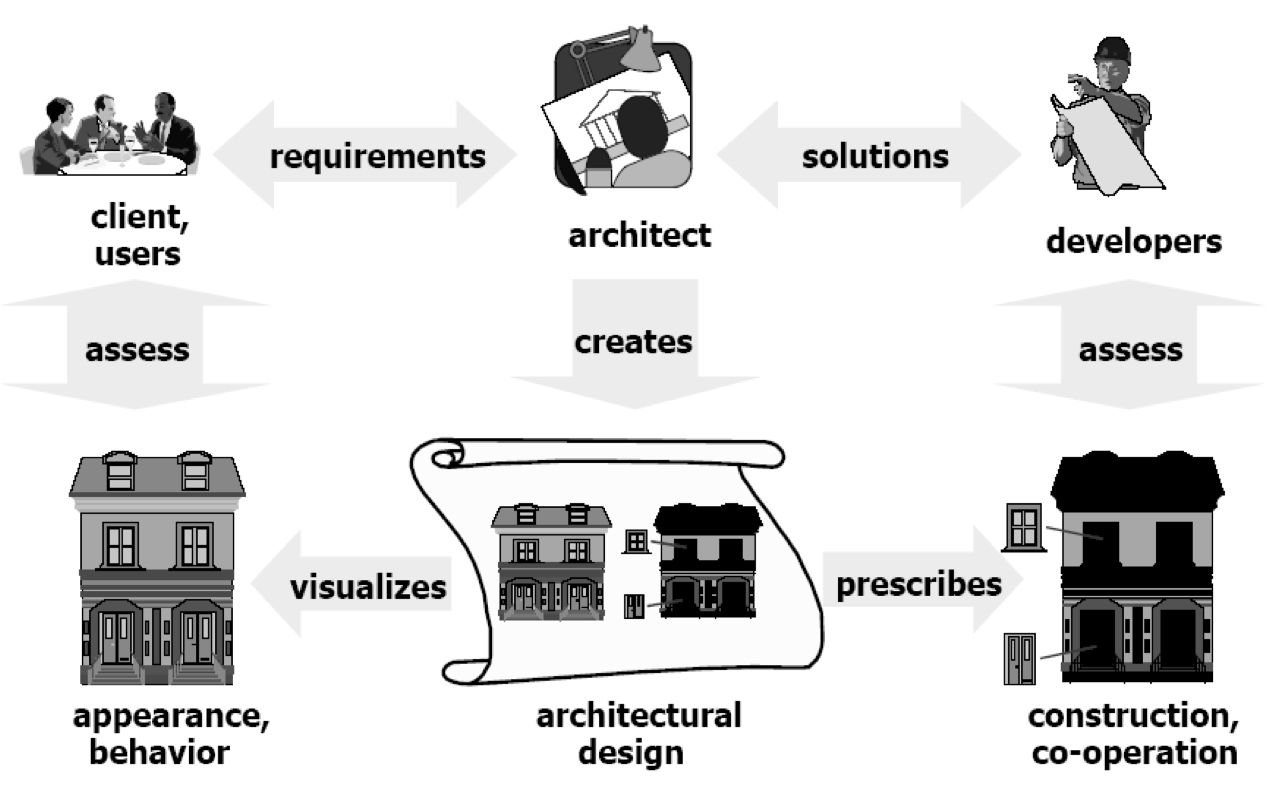 requirements
solutions
client,
users
architect
developers
assess
creates
assess
visualizes
prescribes
appearance,
behavior
architectural
design
construction,
co-operation